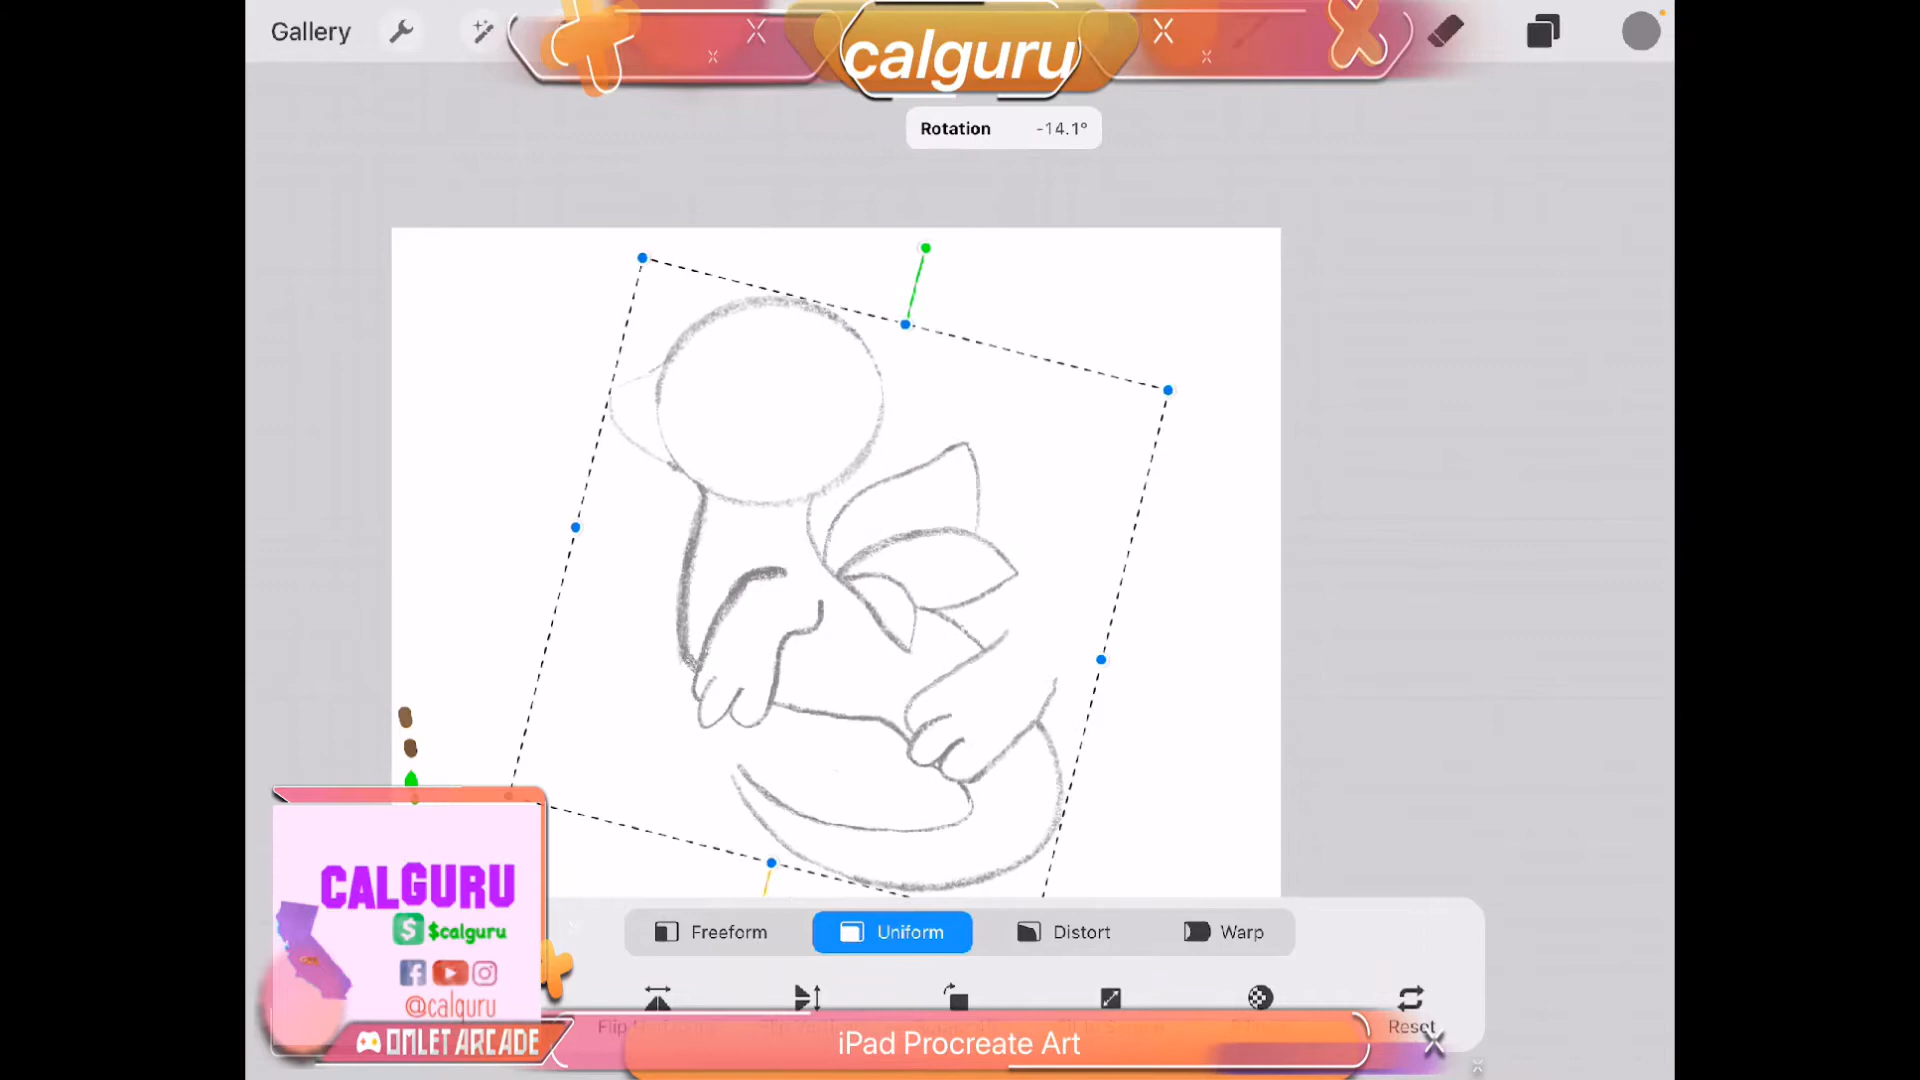 Gallery
calguru
Rotation -14.1°
CALGURU
$ $calguru
@calguru
OMLET ARCADE
Freeform Uniform Distort Warp
Reset
iPad Procreate Art